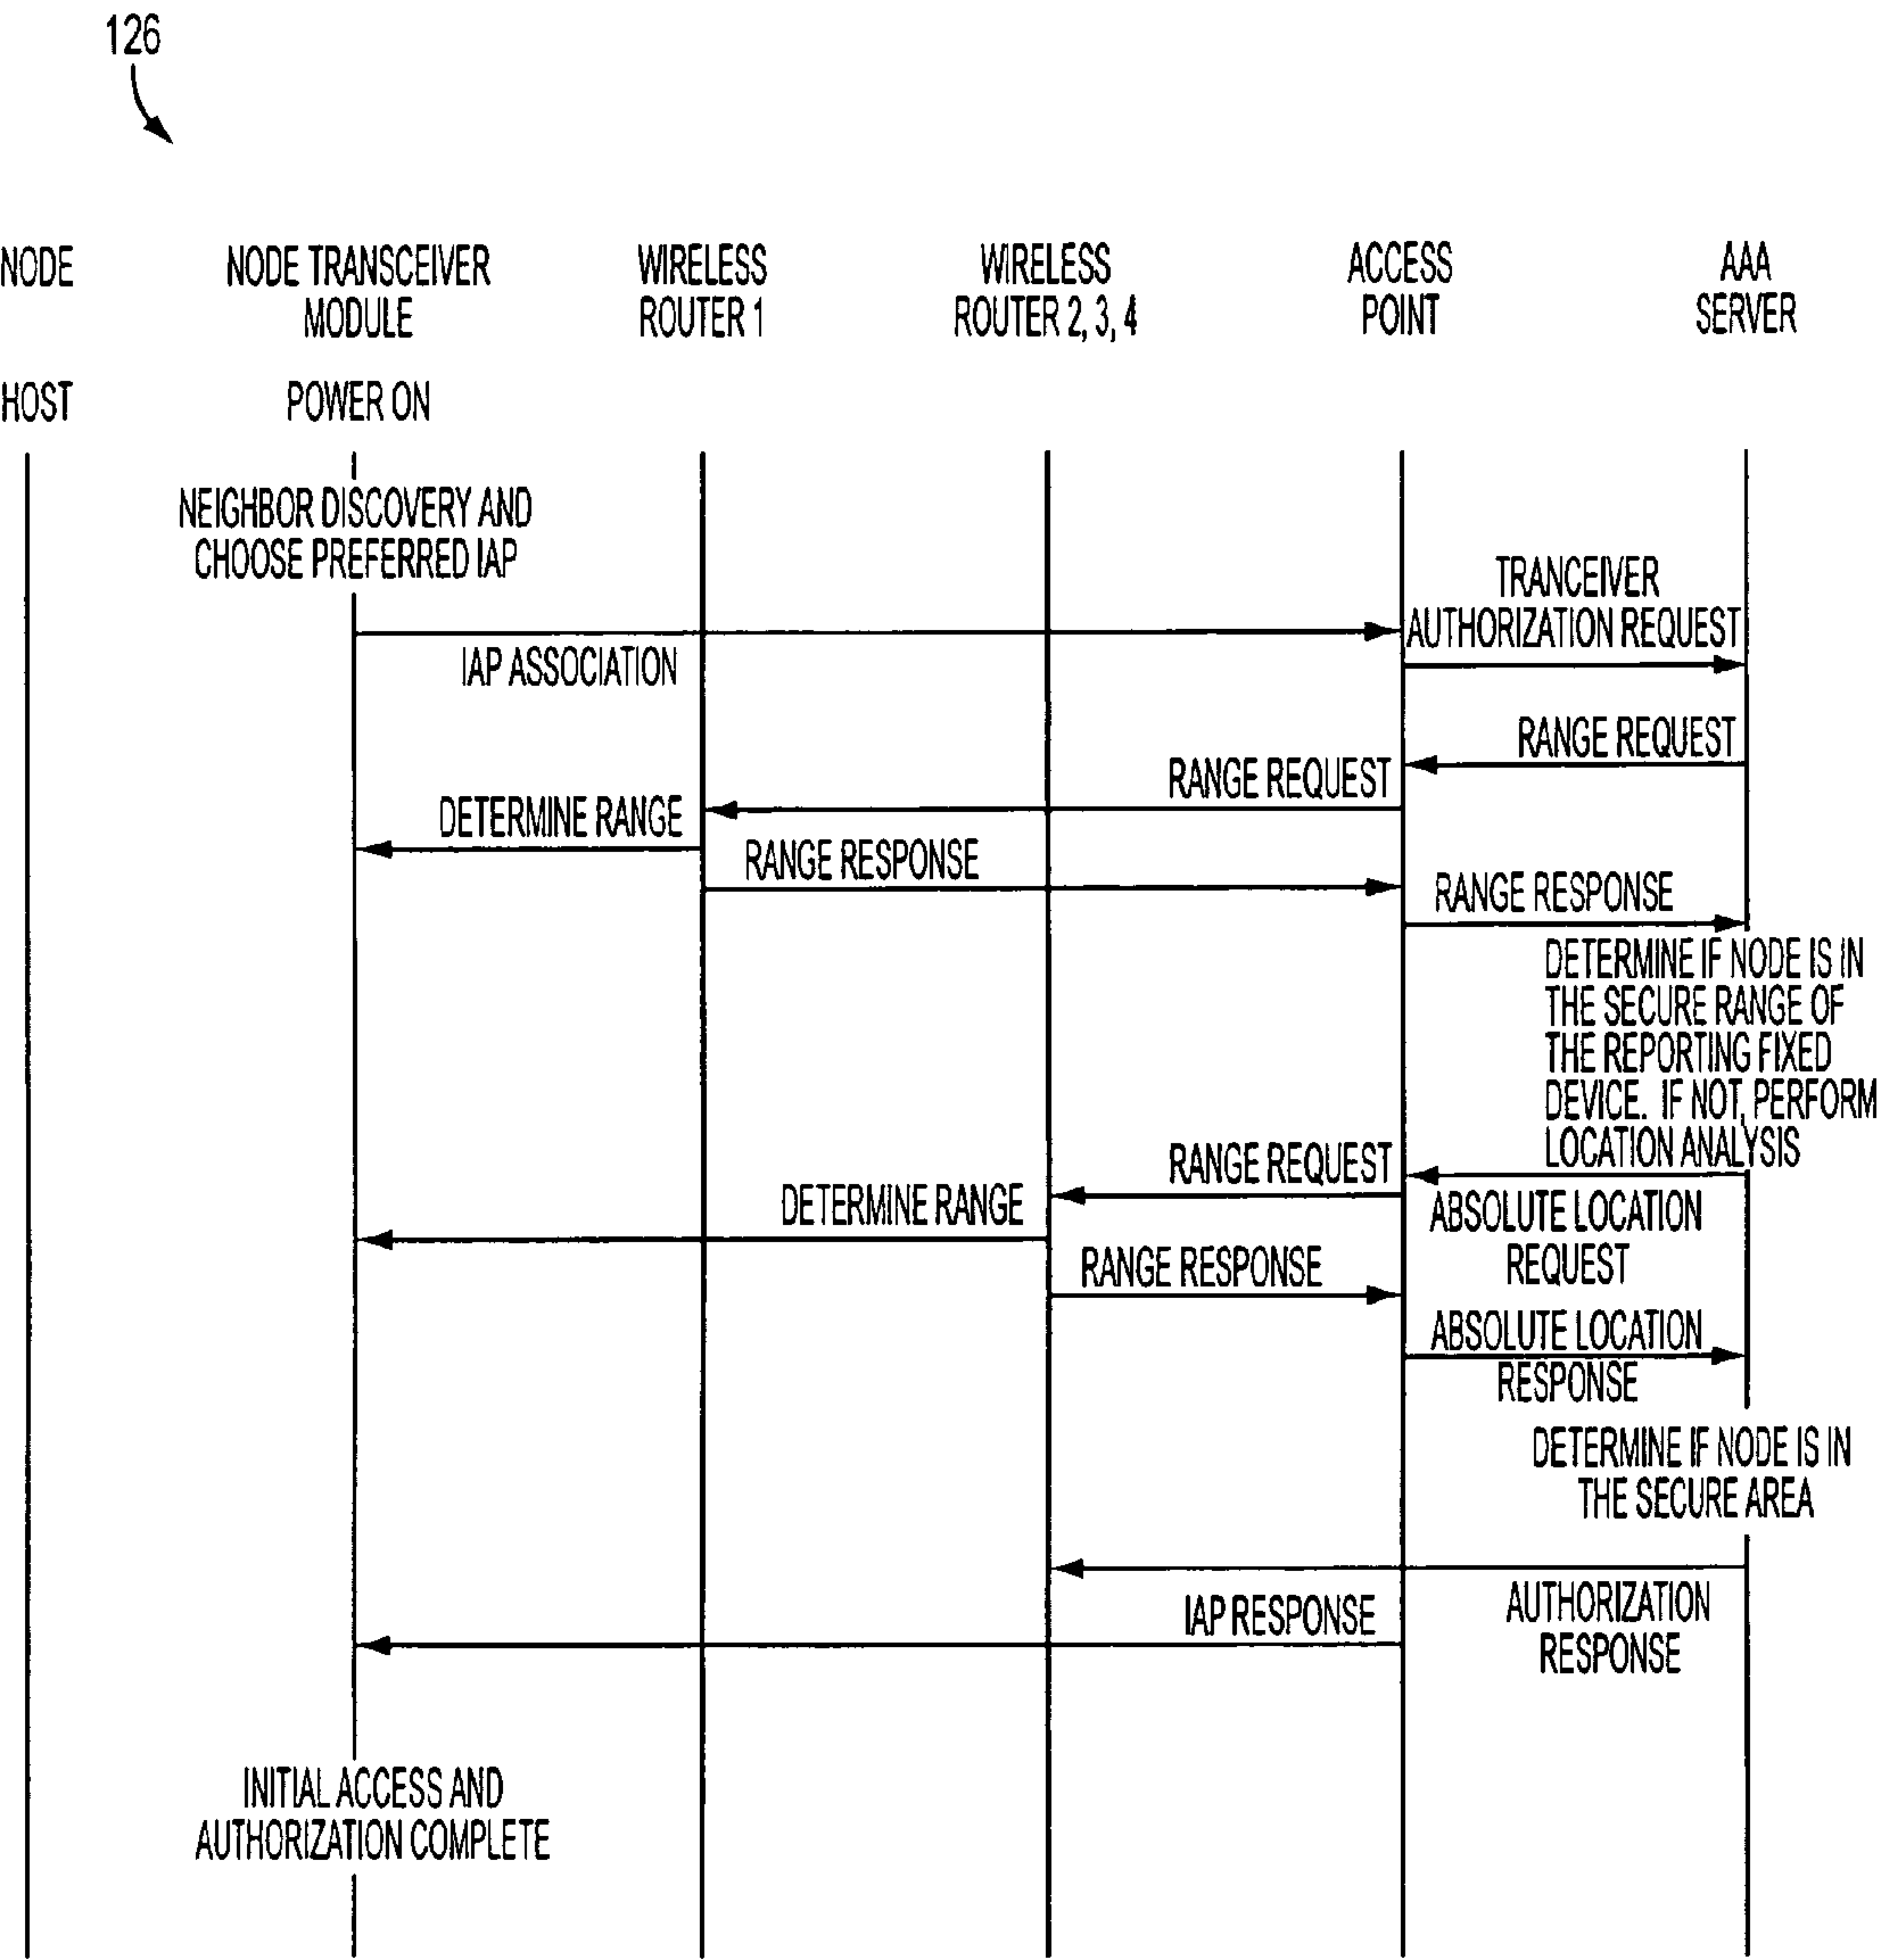 126
NODE
NODE TRANSCEIVER
MODULE
WIRELESS
ROUTER 1
WIRELESS
ROUTER 2, 3, 4
ACCESS
POINT
AAA
SERVER
HOST
POWER ON
NEIGHBOR DISCOVERY AND
CHOOSE PREFERRED IAP
TRANCEIVER
AUTHORIZATION REQUEST
IAP ASSOCIATION
RANGE REQUEST
RANGE REQUEST
DETERMINE RANGE
RANGE RESPONSE
RANGE RESPONSE
DETERMINE IF NODE IS IN
THE SECURE RANGE OF
THE REPORTING FIXED
DEVICE. IF NOT, PERFORM
LOCATION ANALYSIS
RANGE REQUEST
DETERMINE RANGE
ABSOLUTE LOCATION
REQUEST
RANGE RESPONSE
ABSOLUTE LOCATION
RESPONSE
DETERMINE IF NODE IS IN
THE SECURE AREA
AUTHORIZATION
RESPONSE
IAP RESPONSE
INITIAL ACCESS AND
AUTHORIZATION COMPLETE